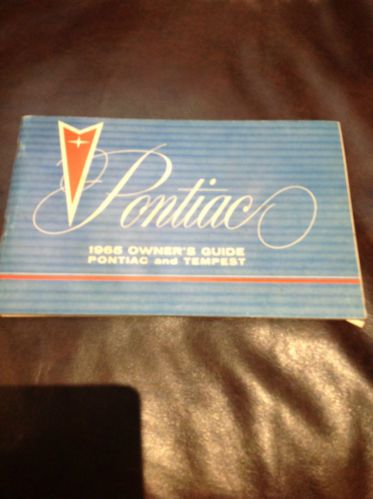 Pontiac
1965 OWNER'S GUIDE
PONTIAC and TEMPEST